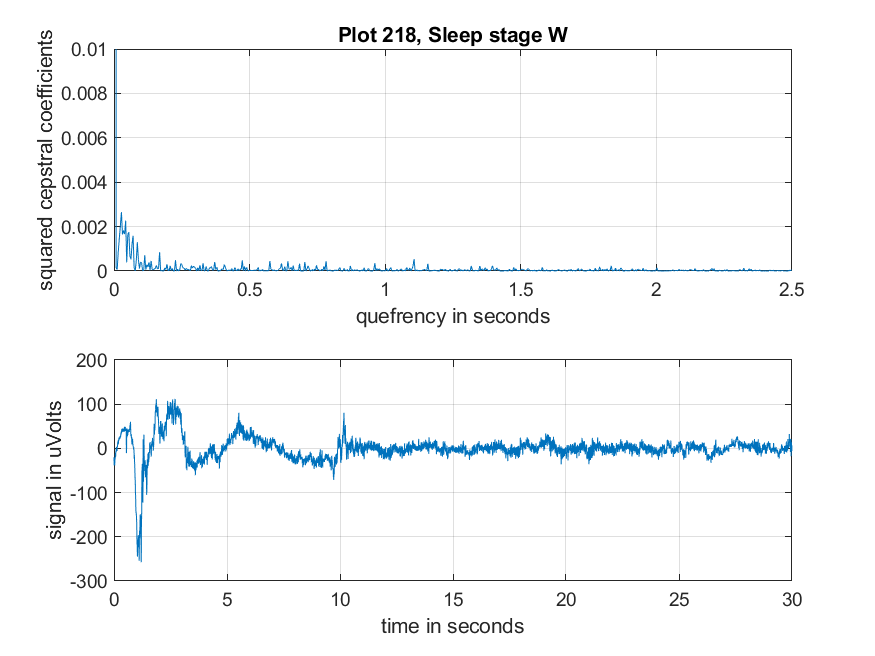 Plot 218, Sleep stage W
squared cepstral coefficients
0.01
0.008
0.006
0.004
0.002
0
0 0.5 1 1.5 2 2.5
quefrency in seconds
signal in uVolts
200
100
0
-100
-200
-300
0 5 10 15 20 25 30
time in seconds